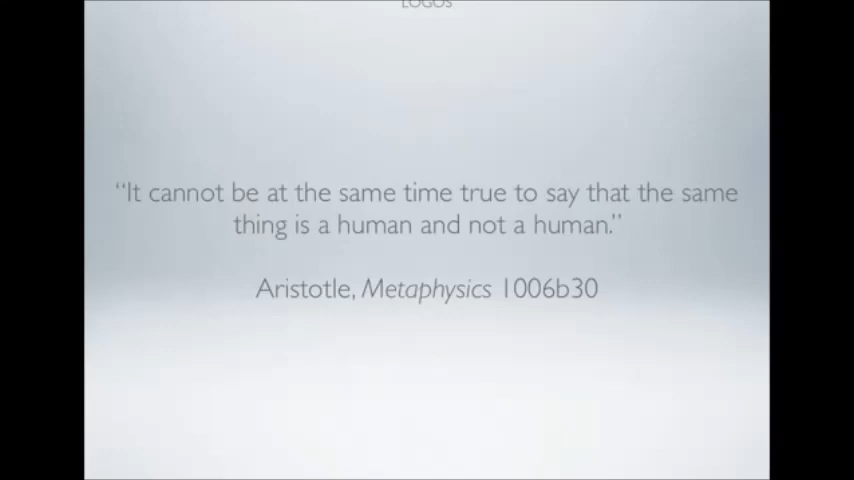 LOGOS
“It cannot be at the same time true to say that the same
thing is a human and not a human.”
Aristotle, Metaphysics 1006b30